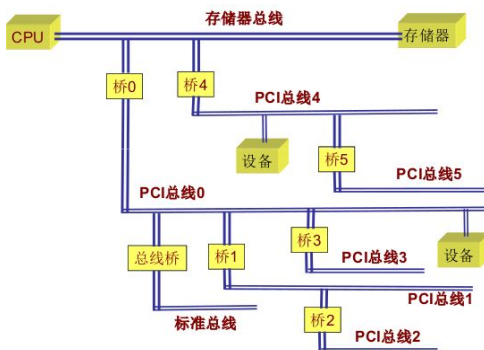 存储器总线
CPU
存储器
桥0
桥4
PCI总线4
设备
桥5
PCI总线5
PCI总线0
总线桥
桥1
桥3
设备
PCI总线3
PCI总线1
标准总线
桥2
PCI总线2